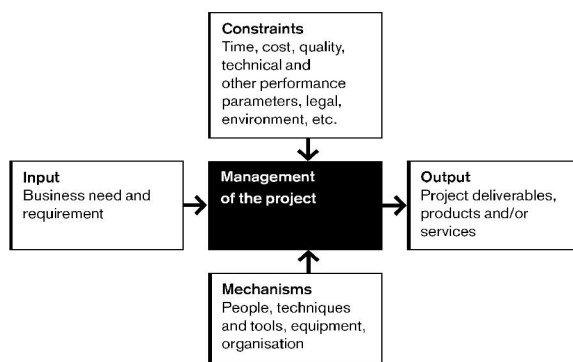 Constraints
Time, cost, quality,
technical and
other performance
parameters, legal,
environment, etc.
Input
Business need and
requirement
Management
of the project
Output
Project deliverables,
products and/or
services
Mechanisms
People, techniques
and tools, equipment,
organisation